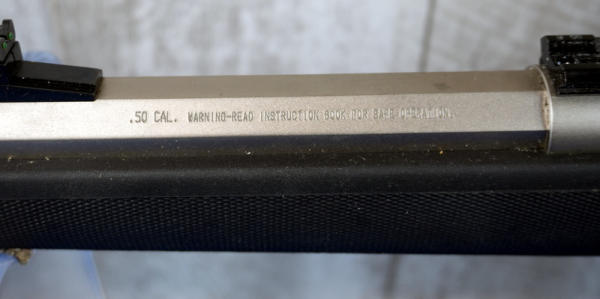 .50 CAL. WARNING-READ INSTRUCTION BOOK FOR SAFE OPERATION.